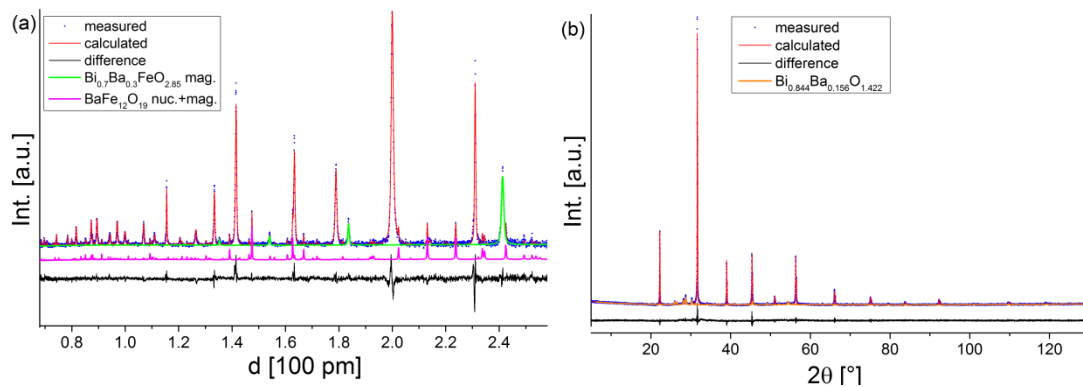 (a)
measured
calculated
difference
Bi0.7Ba0.3FeO2.85 mag.
BaFe12O19 nuc.+mag.
Int. [a.u.]
0.8 1.0 1.2 1.4 1.6 1.8 2.0 2.2 2.4
d [100 pm]
(b)
measured
calculated
difference
Bi0.844Ba0.156O1.422
Int. [a.u.]
20 40 60 80 100 120
2θ [°]